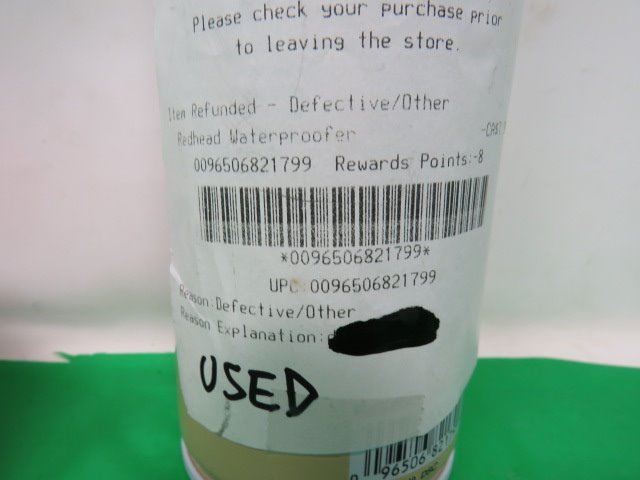 Please check your purchase prior
to leaving the store.
Item Refunded - Defective/Other
Redhead Waterproofer
0096506821799 Rewards Points:-8
*0096506821799*
UPC:0096506821799
Reason:Defective/Other
Reason Explanation:
USED